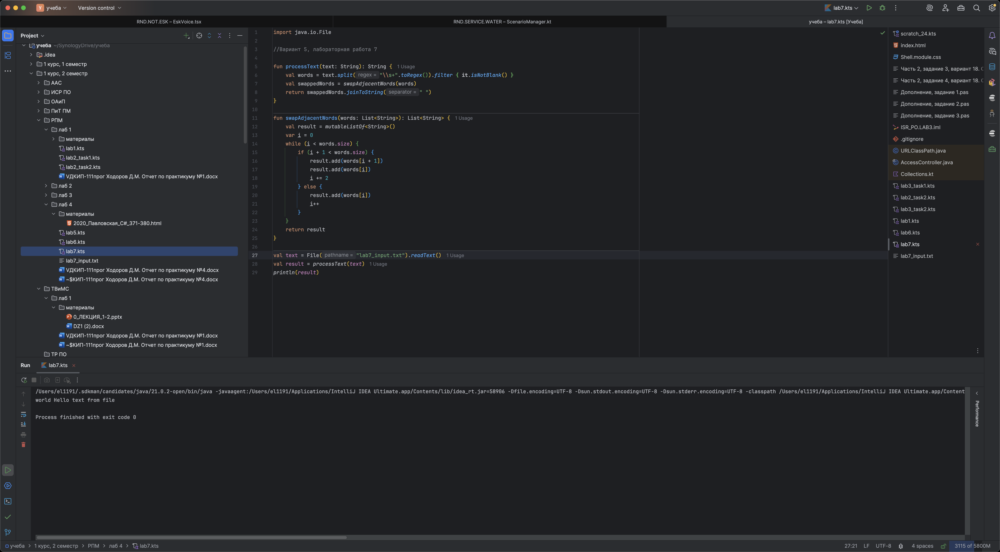 У учеба Version control lab7.kts
RND.NOT.ESK – EskVoice.tsx RND.SERVICE.WATER – ScenarioManager.kt учеба – lab7.kts [Учеба]
Project
учеба ~/SynologyDrive/учеба
.idea
1 курс, 1 семестр
1 курс, 2 семестр
ААС
ИСР ПО
ОАиП
ПиТ ПМ
РПМ
лаб 1
материалы
lab1.kts
lab2_task1.kts
lab2_task2.kts
УДКИП-111прог Ходоров Д.М. Отчет по практикуму №1.docx
лаб 2
лаб 3
лаб 4
материалы
2020_Павловская_C#_371-380.html
lab5.kts
lab6.kts
lab7.kts
lab7_input.txt
УДКИП-111прог Ходоров Д.М. Отчет по практикуму №4.docx
~$КИП-111прог Ходоров Д.М. Отчет по практикуму №4.docx
ТВиМС
лаб 1
материалы
0_ЛЕКЦИЯ_1-2.pptx
DZ1 (2).docx
УДКИП-111прог Ходоров Д.М. Отчет по практикуму №1.docx
~$КИП-111прог Ходоров Д.М. Отчет по практикуму №1.docx
ТР ПО
1 import java.io.File
2
3 //Вариант 5, лабораторная работа 7
4
5 fun processText(text: String): String { 1 Usage
6 val words = text.split( regex = "\\s+".toRegex()).filter { it.isNotBlank() }
7 val swappedWords = swapAdjacentWords(words)
8 return swappedWords.joinToString( separator = " ")
9 }
10
11 fun swapAdjacentWords(words: List<String>): List<String> { 1 Usage
12 val result = mutableListOf<String>()
13 var i = 0
14 while (i < words.size) {
15 if (i + 1 < words.size) {
16 result.add(words[i + 1])
17 result.add(words[i])
18 i += 2
19 } else {
20 result.add(words[i])
21 i++
22 }
23 }
24 return result
25 }
26
27 val text = File( pathname = "lab7_input.txt").readText() 1 Usage
28 val result = processText(text) 1 Usage
29 println(result)
scratch_24.kts
index.html
Shell.module.css
Часть 2, задание 3, вариант 18.
Часть 2, задание 4, вариант 18.
Дополнение, задание 1.pas
Дополнение, задание 2.pas
Дополнение, задание 3.pas
ISR_PO.LAB3.iml
.gitignore
URLClassPath.java
AccessController.java
Collections.kt
lab3_task1.kts
lab2_task2.kts
lab3_task2.kts
lab1.kts
lab6.kts
lab7.kts
lab7_input.txt
Run lab7.kts
/Users/el1191/.sdkman/candidates/java/21.0.2-open/bin/java -javaagent:/Users/el1191/Applications/IntelliJ IDEA Ultimate.app/Contents/lib/idea_rt.jar=58906 -Dfile.encoding=UTF-8 -Dsun.stdout.encoding=UTF-8 -Dsun.stderr.encoding=UTF-8 -classpath /Users/el1191/Applications/IntelliJ IDEA Ultimate.app/Content
world Hello text from file
Process finished with exit code 0
Performance
учеба 1 курс, 2 семестр РПМ лаб 4 lab7.kts 27:21 LF UTF-8 4 spaces 3115 of 5800M